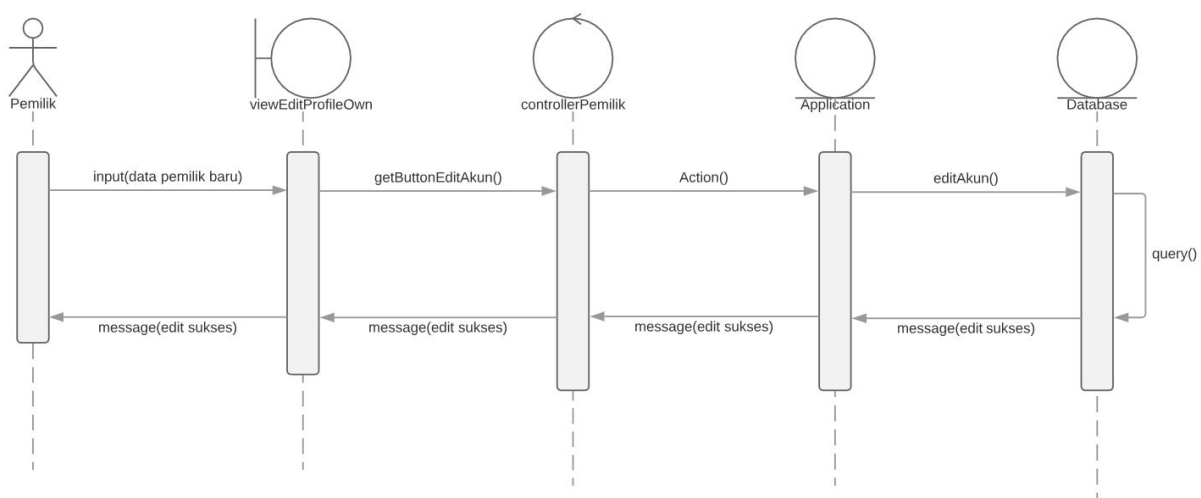 Pemilik
viewEditProfileOwn
controllerPemilik
Application
Database
input(data pemilik baru)
getButtonEditAkun()
Action()
editAkun()
query()
message(edit sukses)
message(edit sukses)
message(edit sukses)
message(edit sukses)